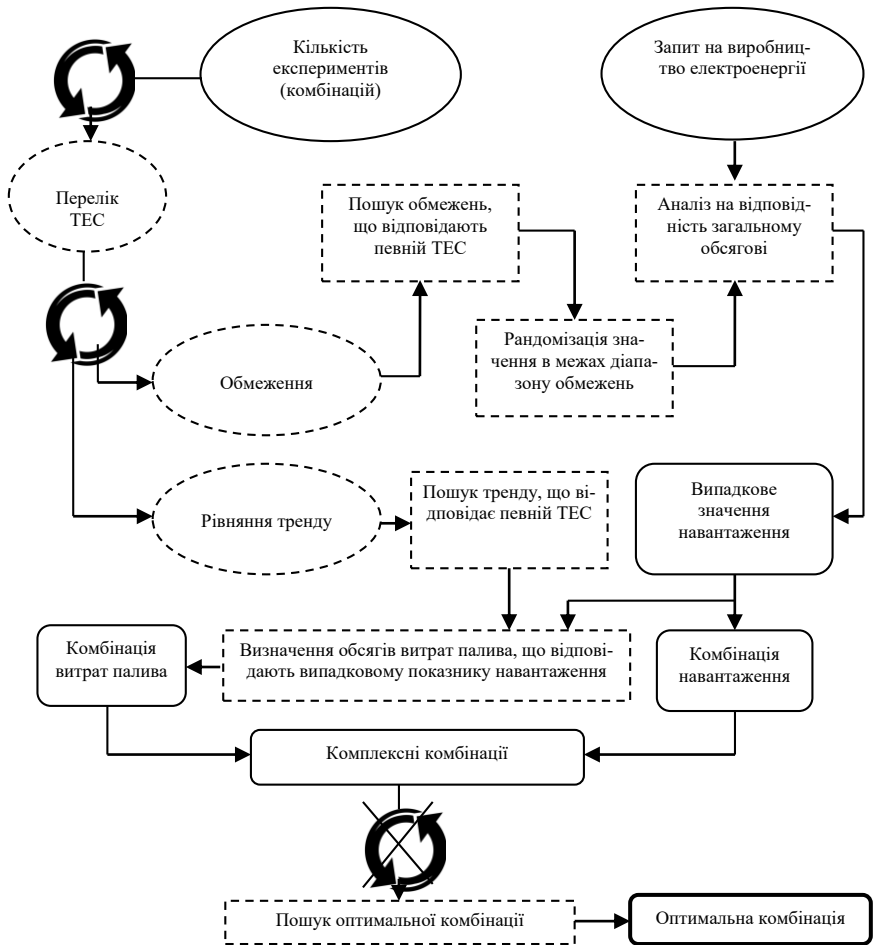 Кількість
експериментів
(комбінацій)
Запит на виробниц-
тво електроенергії
Перелік
ТЕС
Пошук обмежень,
що відповідають
певній ТЕС
Аналіз на відповід-
ність загальному
обсягові
Рандомізація зна-
чення в межах діапа-
зону обмежень
Обмеження
Пошук тренду, що ві-
дповідає певній ТЕС
Випадкове
значення
навантаження
Рівняння тренду
Комбінація
витрат палива
Визначення обсягів витрат палива, що відпові-
дають випадковому показнику навантаження
Комбінація
навантаження
Комплексні комбінації
Пошук оптимальної комбінації
Оптимальна комбінація